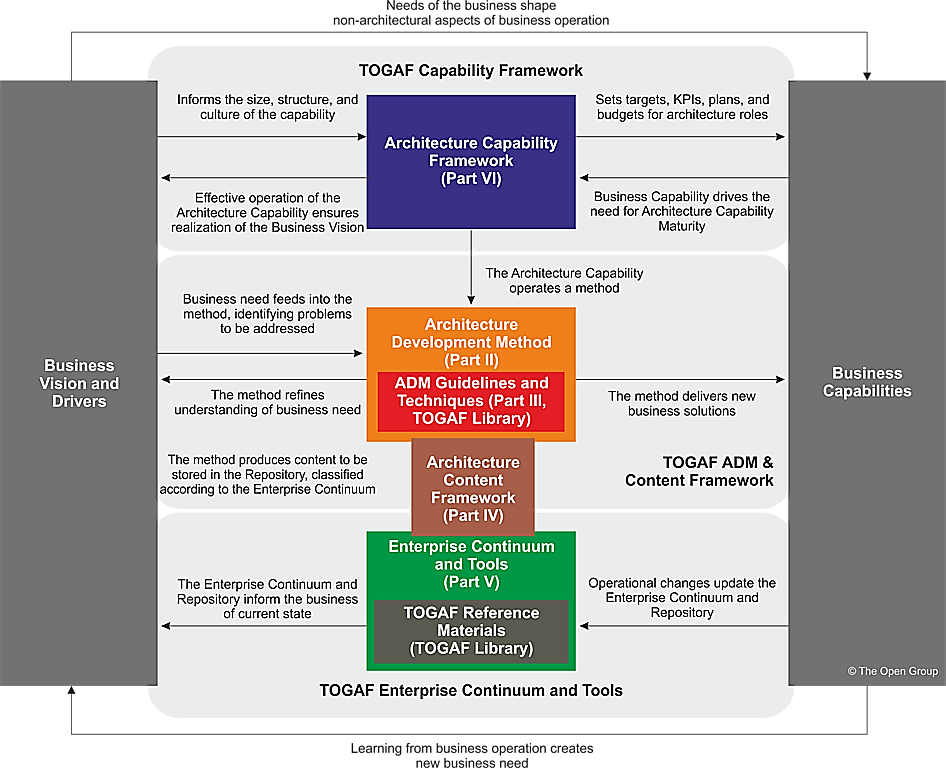 Needs of the business shape
non-architectural aspects of business operation
TOGAF Capability Framework
Informs the size, structure, and
culture of the capability
Architecture Capability
Framework
(Part VI)
Sets targets, KPIs, plans, and
budgets for architecture roles
Effective operation of the
Architecture Capability ensures
realization of the Business Vision
Business Capability drives the
need for Architecture Capability
Maturity
The Architecture Capability
operates a method
Business need feeds into the
method, identifying problems
to be addressed
Architecture
Development Method
(Part II)
ADM Guidelines and
Techniques (Part III,
TOGAF Library)
Business
Vision and
Drivers
Business
Capabilities
The method refines
understanding of business need
The method delivers new
business solutions
The method produces content to be
stored in the Repository, classified
according to the Enterprise Continuum
Architecture
Content
Framework
(Part IV)
TOGAF ADM &
Content Framework
Enterprise Continuum
and Tools
(Part V)
TOGAF Reference
Materials
(TOGAF Library)
The Enterprise Continuum and
Repository inform the business
of current state
Operational changes update the
Enterprise Continuum and
Repository
© The Open Group
TOGAF Enterprise Continuum and Tools
Learning from business operation creates
new business need